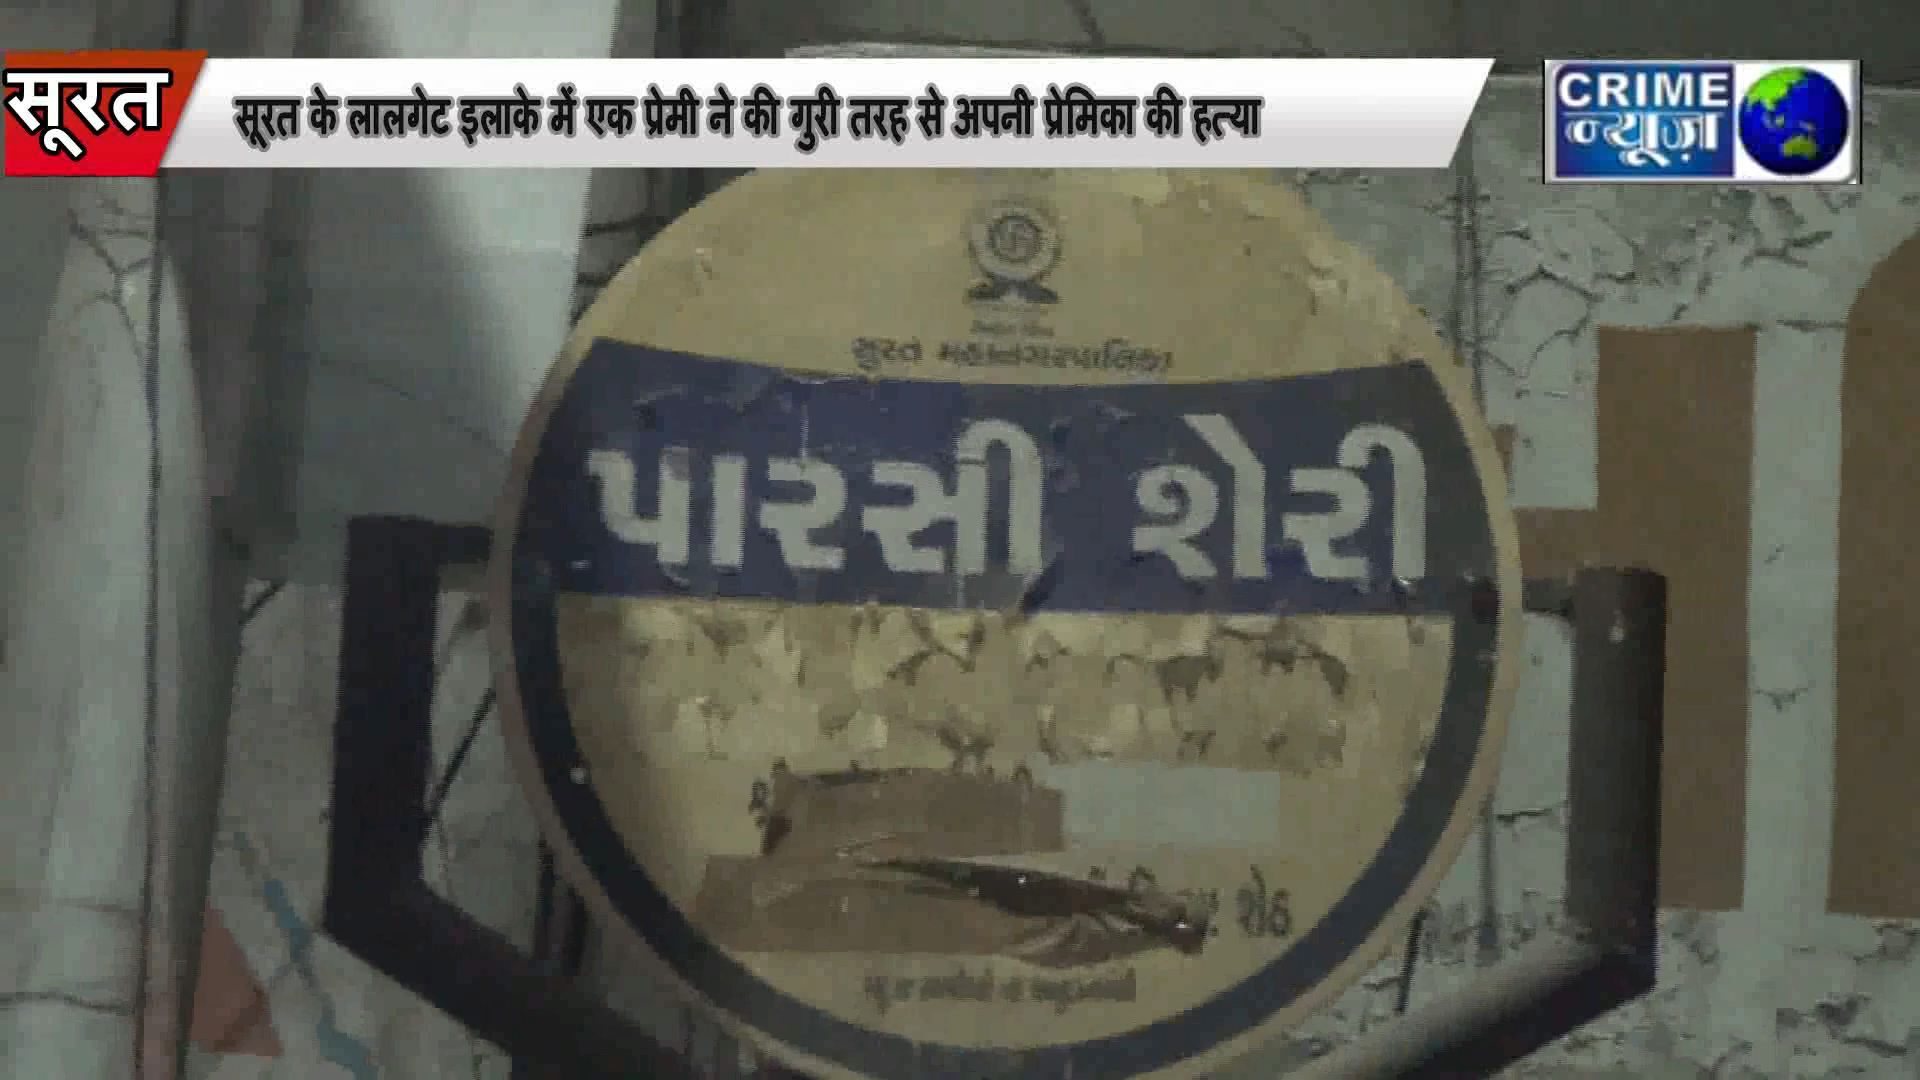 सूरत
सूरत के लालगेट इलाके में एक प्रेमी ने की गुरी तरह से अपनी प्रेमिका की हत्या
CRIME
न्यूज़
સુરત મહાનગરપાલિકા
પારસી શેરી
શેઠ